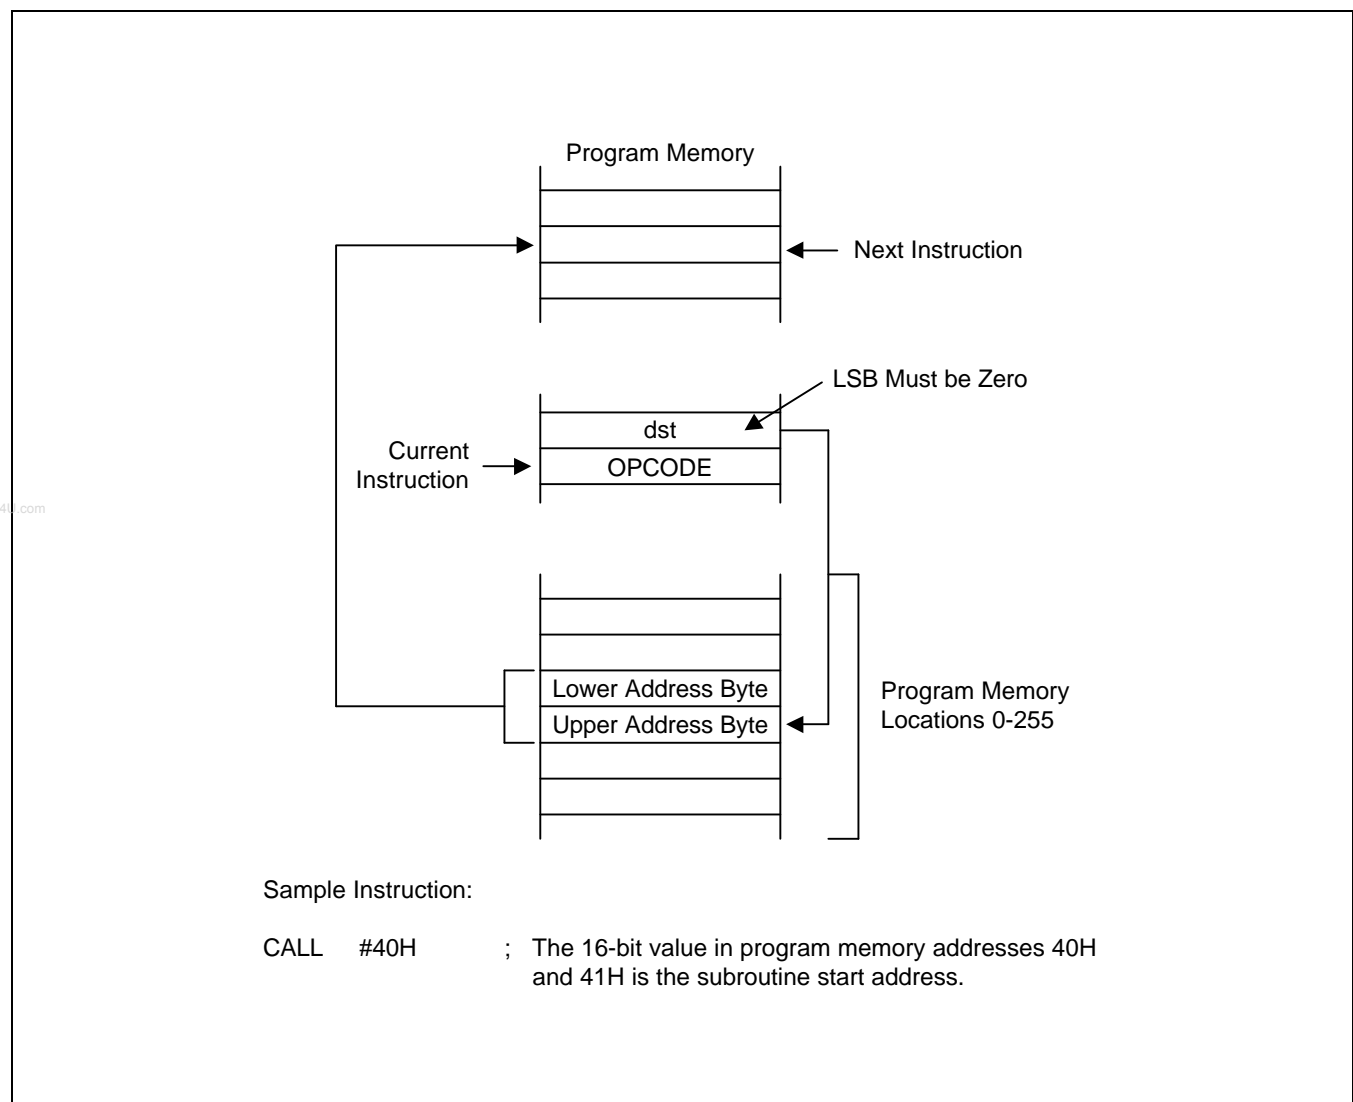 Program Memory
Next Instruction
LSB Must be Zero
dst
Current
Instruction
OPCODE
4U.com
Lower Address Byte
Upper Address Byte
Program Memory
Locations 0-255
Sample Instruction:
CALL #40H ; The 16-bit value in program memory addresses 40H
and 41H is the subroutine start address.